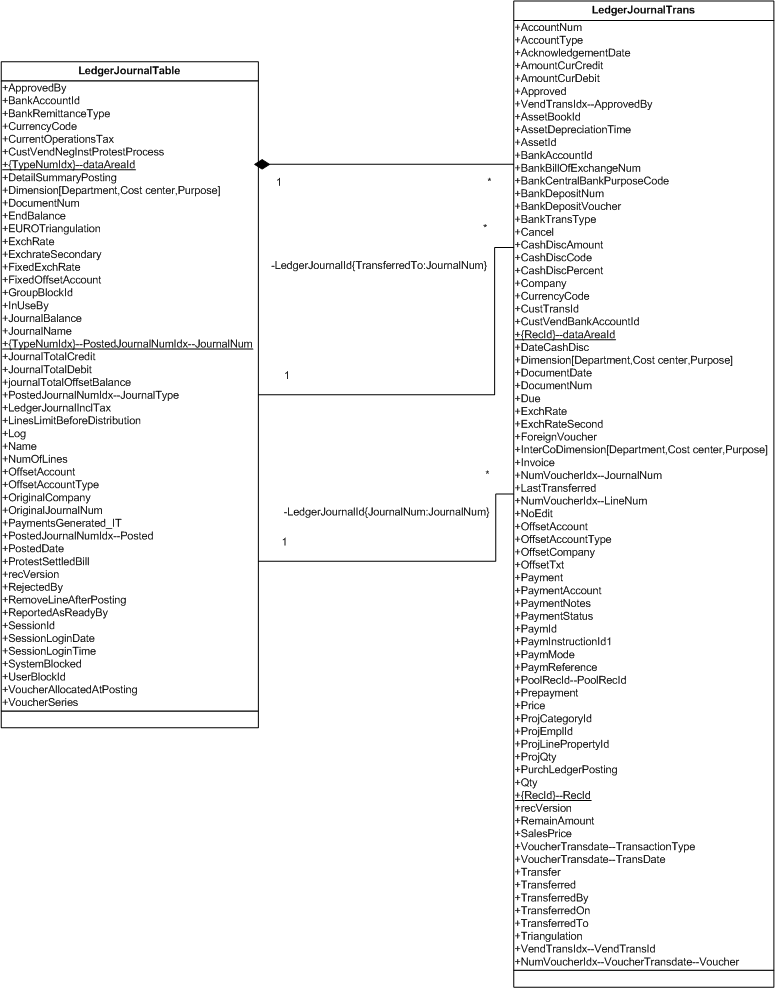 LedgerJournalTable
+ApprovedBy
+BankAccountId
+BankRemittanceType
+CurrencyCode
+CurrentOperationsTax
+CustVendNegInstProtestProcess
+{TypeNumIdx}--dataAreaId
+DetailSummaryPosting
+Dimension[Department,Cost center,Purpose]
+DocumentNum
+EndBalance
+EUROTriangulation
+ExchRate
+ExchrateSecondary
+FixedExchRate
+FixedOffsetAccount
+GroupBlockId
+InUseBy
+JournalBalance
+JournalName
+{TypeNumIdx}--PostedJournalNumIdx--JournalNum
+JournalTotalCredit
+JournalTotalDebit
+journalTotalOffsetBalance
+PostedJournalNumIdx--JournalType
+LedgerJournalInclTax
+LinesLimitBeforeDistribution
+Log
+Name
+NumOfLines
+OffsetAccount
+OffsetAccountType
+OriginalCompany
+OriginalJournalNum
+PaymentsGenerated_IT
+PostedJournalNumIdx--Posted
+PostedDate
+ProtestSettledBill
+recVersion
+RejectedBy
+RemoveLineAfterPosting
+ReportedAsReadyBy
+SessionId
+SessionLoginDate
+SessionLoginTime
+SystemBlocked
+UserBlockId
+VoucherAllocatedAtPosting
+VoucherSeries
1
*
*
-LedgerJournalId{TransferredTo:JournalNum}
1
*
-LedgerJournalId{JournalNum:JournalNum}
1
LedgerJournalTrans
+AccountNum
+AccountType
+AcknowledgementDate
+AmountCurCredit
+AmountCurDebit
+Approved
+VendTransIdx--ApprovedBy
+AssetBookId
+AssetDepreciationTime
+AssetId
+BankAccountId
+BankBillOfExchangeNum
+BankCentralBankPurposeCode
+BankDepositNum
+BankDepositVoucher
+BankTransType
+Cancel
+CashDiscAmount
+CashDiscCode
+CashDiscPercent
+Company
+CurrencyCode
+CustTransId
+CustVendBankAccountId
+{RecId}--dataAreaId
+DateCashDisc
+Dimension[Department,Cost center,Purpose]
+DocumentDate
+DocumentNum
+Due
+ExchRate
+ExchRateSecond
+ForeignVoucher
+InterCoDimension[Department,Cost center,Purpose]
+Invoice
+NumVoucherIdx--JournalNum
+LastTransferred
+NumVoucherIdx--LineNum
+NoEdit
+OffsetAccount
+OffsetAccountType
+OffsetCompany
+OffsetTxt
+Payment
+PaymentAccount
+PaymentNotes
+PaymentStatus
+PaymId
+PaymInstructionId1
+PaymMode
+PaymReference
+PoolRecId--PoolRecId
+Prepayment
+Price
+ProjCategoryId
+ProjEmplId
+ProjLinePropertyId
+ProjQty
+PurchLedgerPosting
+Qty
+{RecId}--RecId
+recVersion
+RemainAmount
+SalesPrice
+VoucherTransdate--TransactionType
+VoucherTransdate--TransDate
+Transfer
+Transferred
+TransferredBy
+TransferredOn
+TransferredTo
+Triangulation
+VendTransIdx--VendTransId
+NumVoucherIdx--VoucherTransdate--Voucher